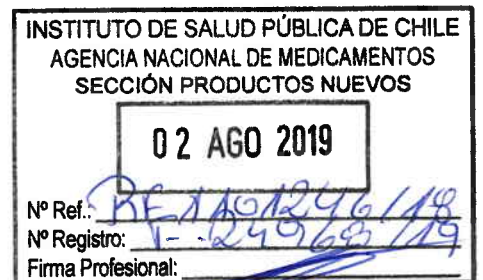 INSTITUTO DE SALUD PÚBLICA DE CHILE
AGENCIA NACIONAL DE MEDICAMENTOS
SECCIÓN PRODUCTOS NUEVOS
02 AGO 2019
Nº Ref.:
Nº Registro:
Firma Profesional: